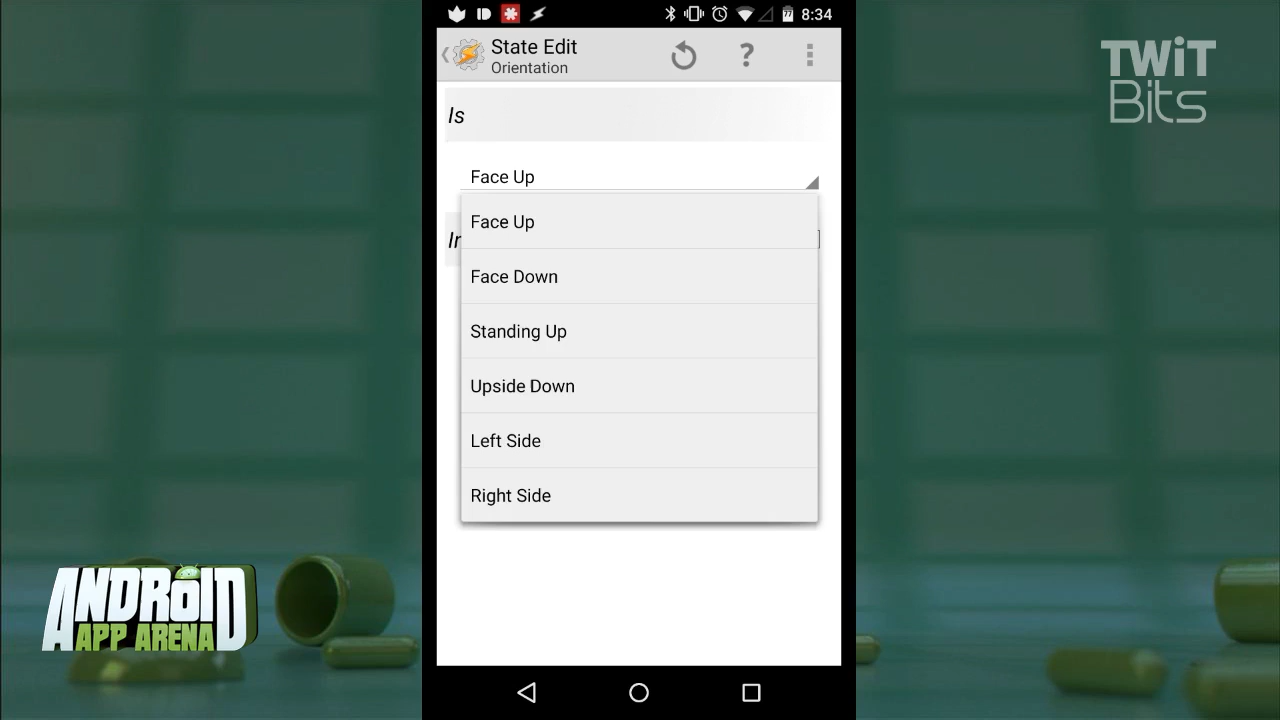 8:34
77
State Edit
Orientation
?
TWiT
Bits
Is
Face Up
Face Up
Face Down
Standing Up
Upside Down
Left Side
Right Side
ANDROID
APP ARENA